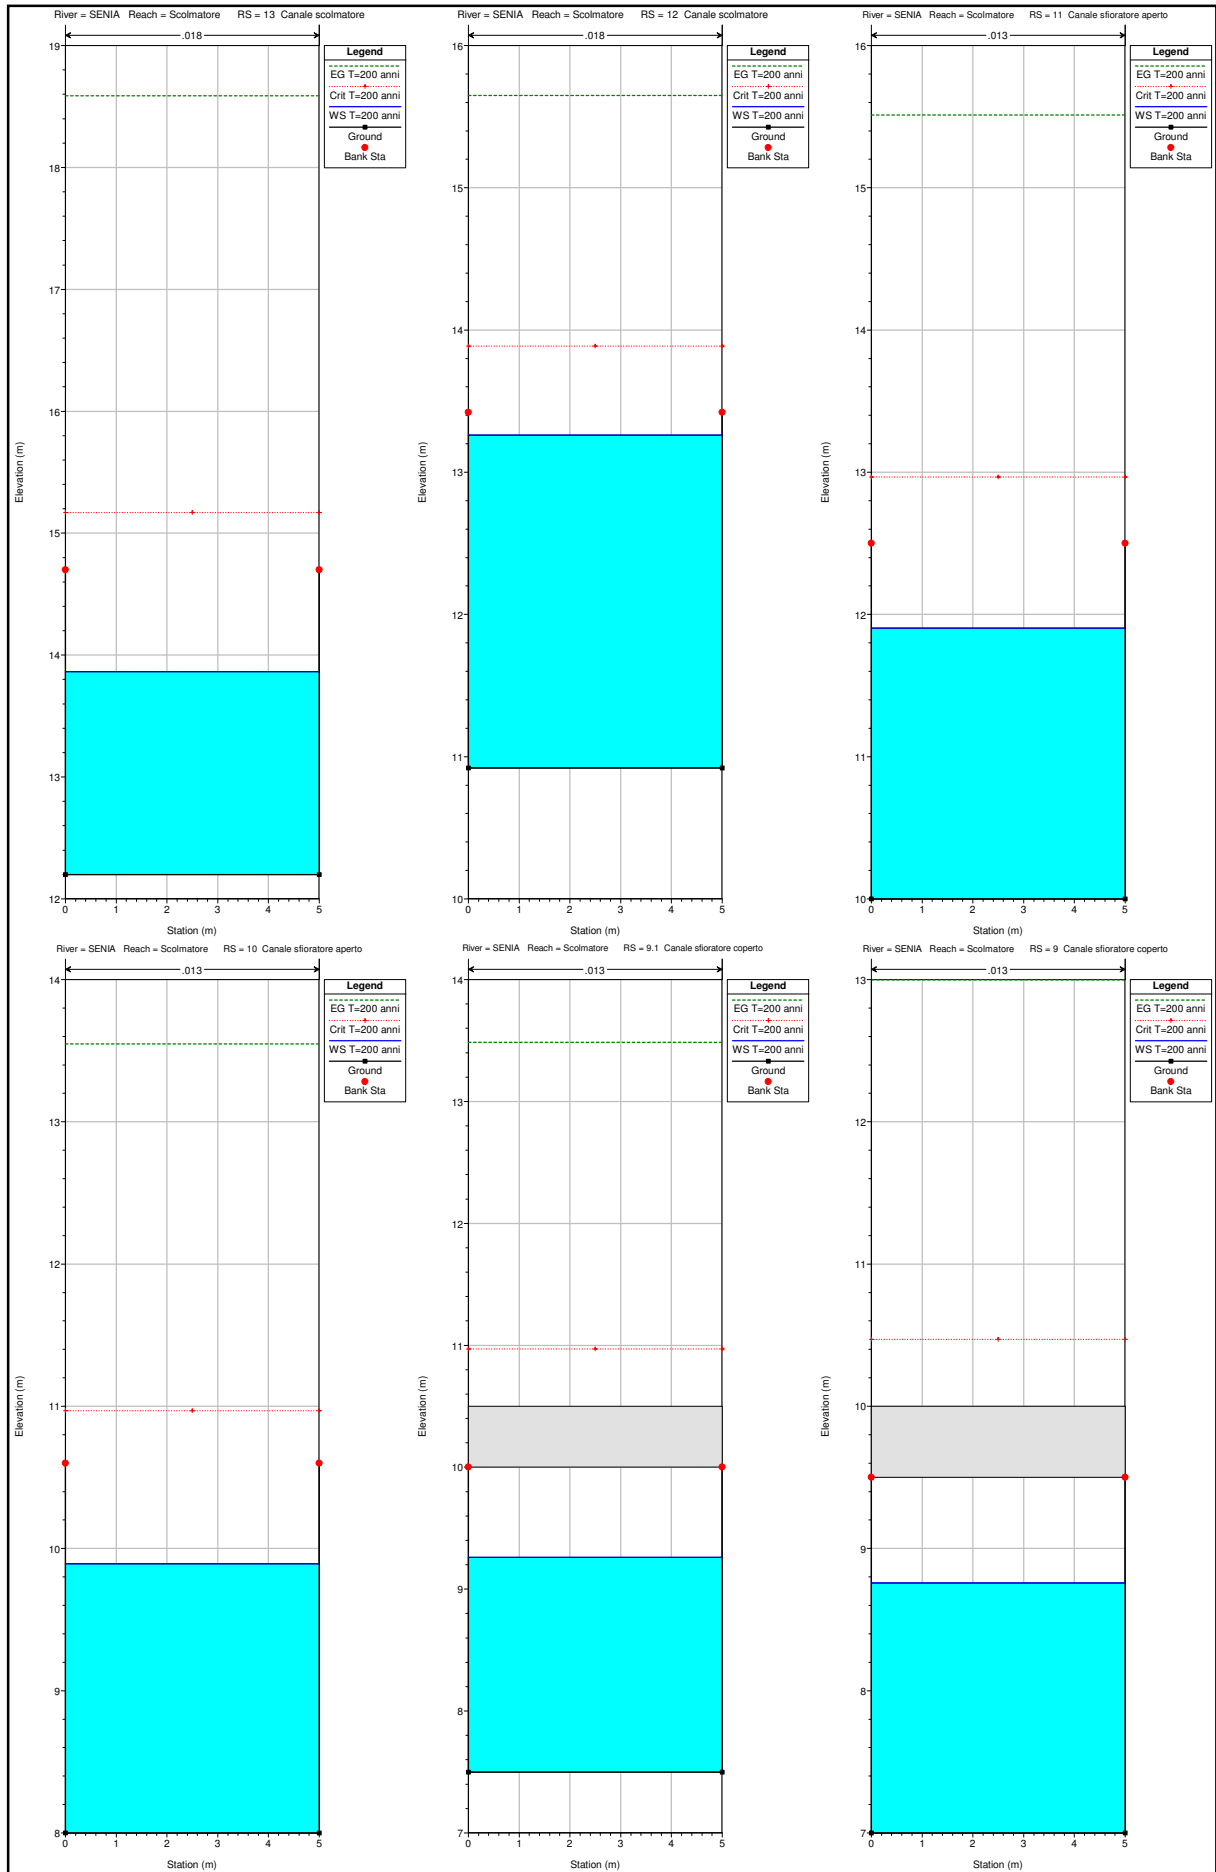 River = SENIA Reach = Scolmatore RS = 13 Canale scolmatore
.018
Legend
EG T=200 anni
Crit T=200 anni
WS T=200 anni
Ground
Bank Sta
19
18
17
16
15
14
13
12
0 1 2 3 4 5
Station (m)
Elevation (m)
River = SENIA Reach = Scolmatore RS = 12 Canale scolmatore
.018
Legend
EG T=200 anni
Crit T=200 anni
WS T=200 anni
Ground
Bank Sta
16
15
14
13
12
11
10
0 1 2 3 4 5
Station (m)
Elevation (m)
River = SENIA Reach = Scolmatore RS = 11 Canale sfioratore aperto
.013
Legend
EG T=200 anni
Crit T=200 anni
WS T=200 anni
Ground
Bank Sta
16
15
14
13
12
11
10
0 1 2 3 4 5
Station (m)
Elevation (m)
River = SENIA Reach = Scolmatore RS = 10 Canale sfioratore aperto
.013
Legend
EG T=200 anni
Crit T=200 anni
WS T=200 anni
Ground
Bank Sta
14
13
12
11
10
9
8
0 1 2 3 4 5
Station (m)
Elevation (m)
River = SENIA Reach = Scolmatore RS = 9.1 Canale sfioratore coperto
.013
Legend
EG T=200 anni
Crit T=200 anni
WS T=200 anni
Ground
Bank Sta
14
13
12
11
10
9
8
7
0 1 2 3 4 5
Station (m)
Elevation (m)
River = SENIA Reach = Scolmatore RS = 9 Canale sfioratore coperto
.013
Legend
EG T=200 anni
Crit T=200 anni
WS T=200 anni
Ground
Bank Sta
13
12
11
10
9
8
7
0 1 2 3 4 5
Station (m)
Elevation (m)